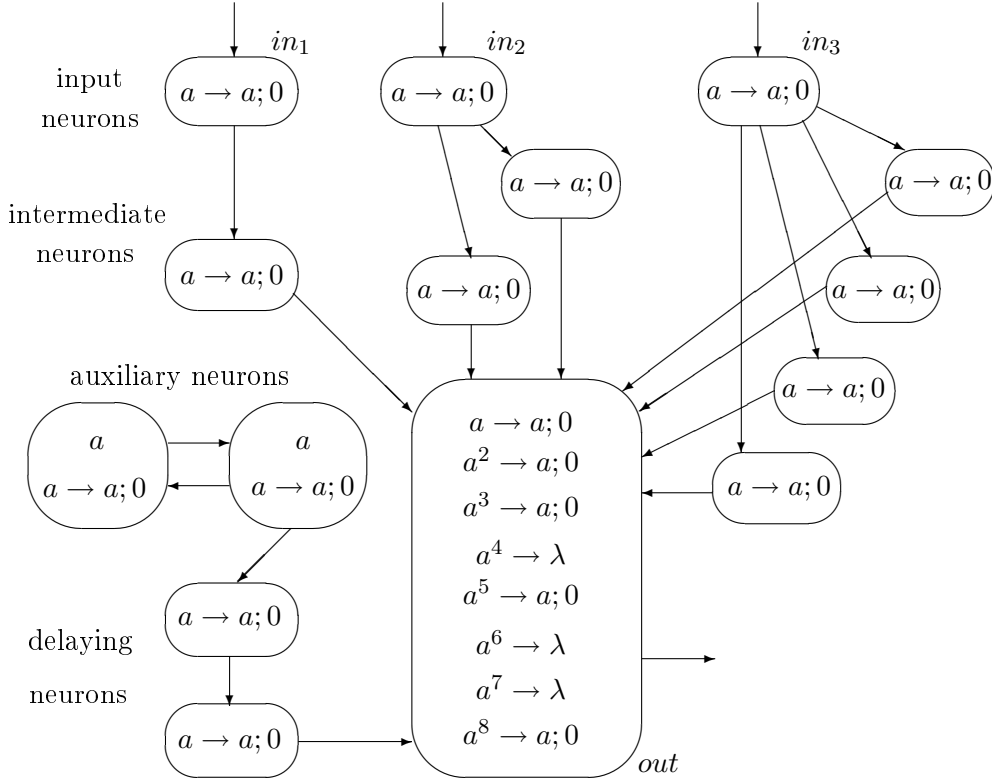 in₁
in₂
in₃
input
neurons
a → a; 0
a → a; 0
a → a; 0
a → a; 0
a → a; 0
intermediate
neurons
a → a; 0
a → a; 0
a → a; 0
auxiliary neurons
a → a; 0
a
a → a; 0
a
a → a; 0
a → a; 0
a → a; 0
a² → a; 0
a³ → a; 0
a⁴ → λ
a⁵ → a; 0
a⁶ → λ
a⁷ → λ
a⁸ → a; 0
out
delaying
neurons
a → a; 0
a → a; 0